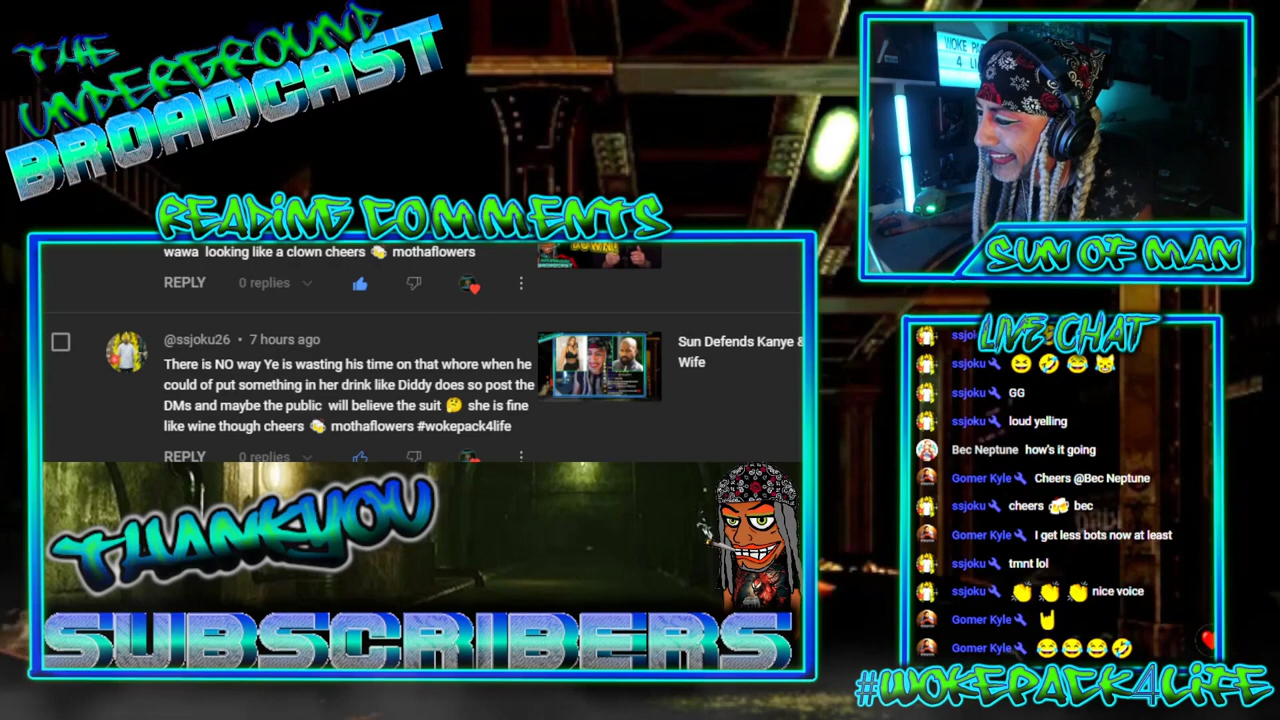 THE
UNDERGROUND
BROADCAST
WOKE PA
4 LI
SUN OF MAN
READING COMMENTS
wawa looking like a clown cheers 🍻 mothaflowers
REPLY 0 replies
@ssjoku26 • 7 hours ago
There is NO way Ye is wasting his time on that whore when he
could of put something in her drink like Diddy does so post the
DMs and maybe the public will believe the suit 🤔 she is fine
like wine though cheers 🍻 mothaflowers #wokepack4life
REPLY 0 replies
Sun Defends Kanye &
Wife
THANKYOU
SUBSCRIBERS
LIVE CHAT
ssjo
ssjoku 😆 🤣 😂 😹
ssjoku GG
ssjoku loud yelling
Bec Neptune how's it going
Gomer Kyle Cheers @Bec Neptune
ssjoku cheers 🍻 bec
Gomer Kyle I get less bots now at least
ssjoku tmnt lol
ssjoku 👏 👏 👏 nice voice
Gomer Kyle 🤘
Gomer Kyle 😂 😂 😂 🤣
#WOKEPACK4LIFE